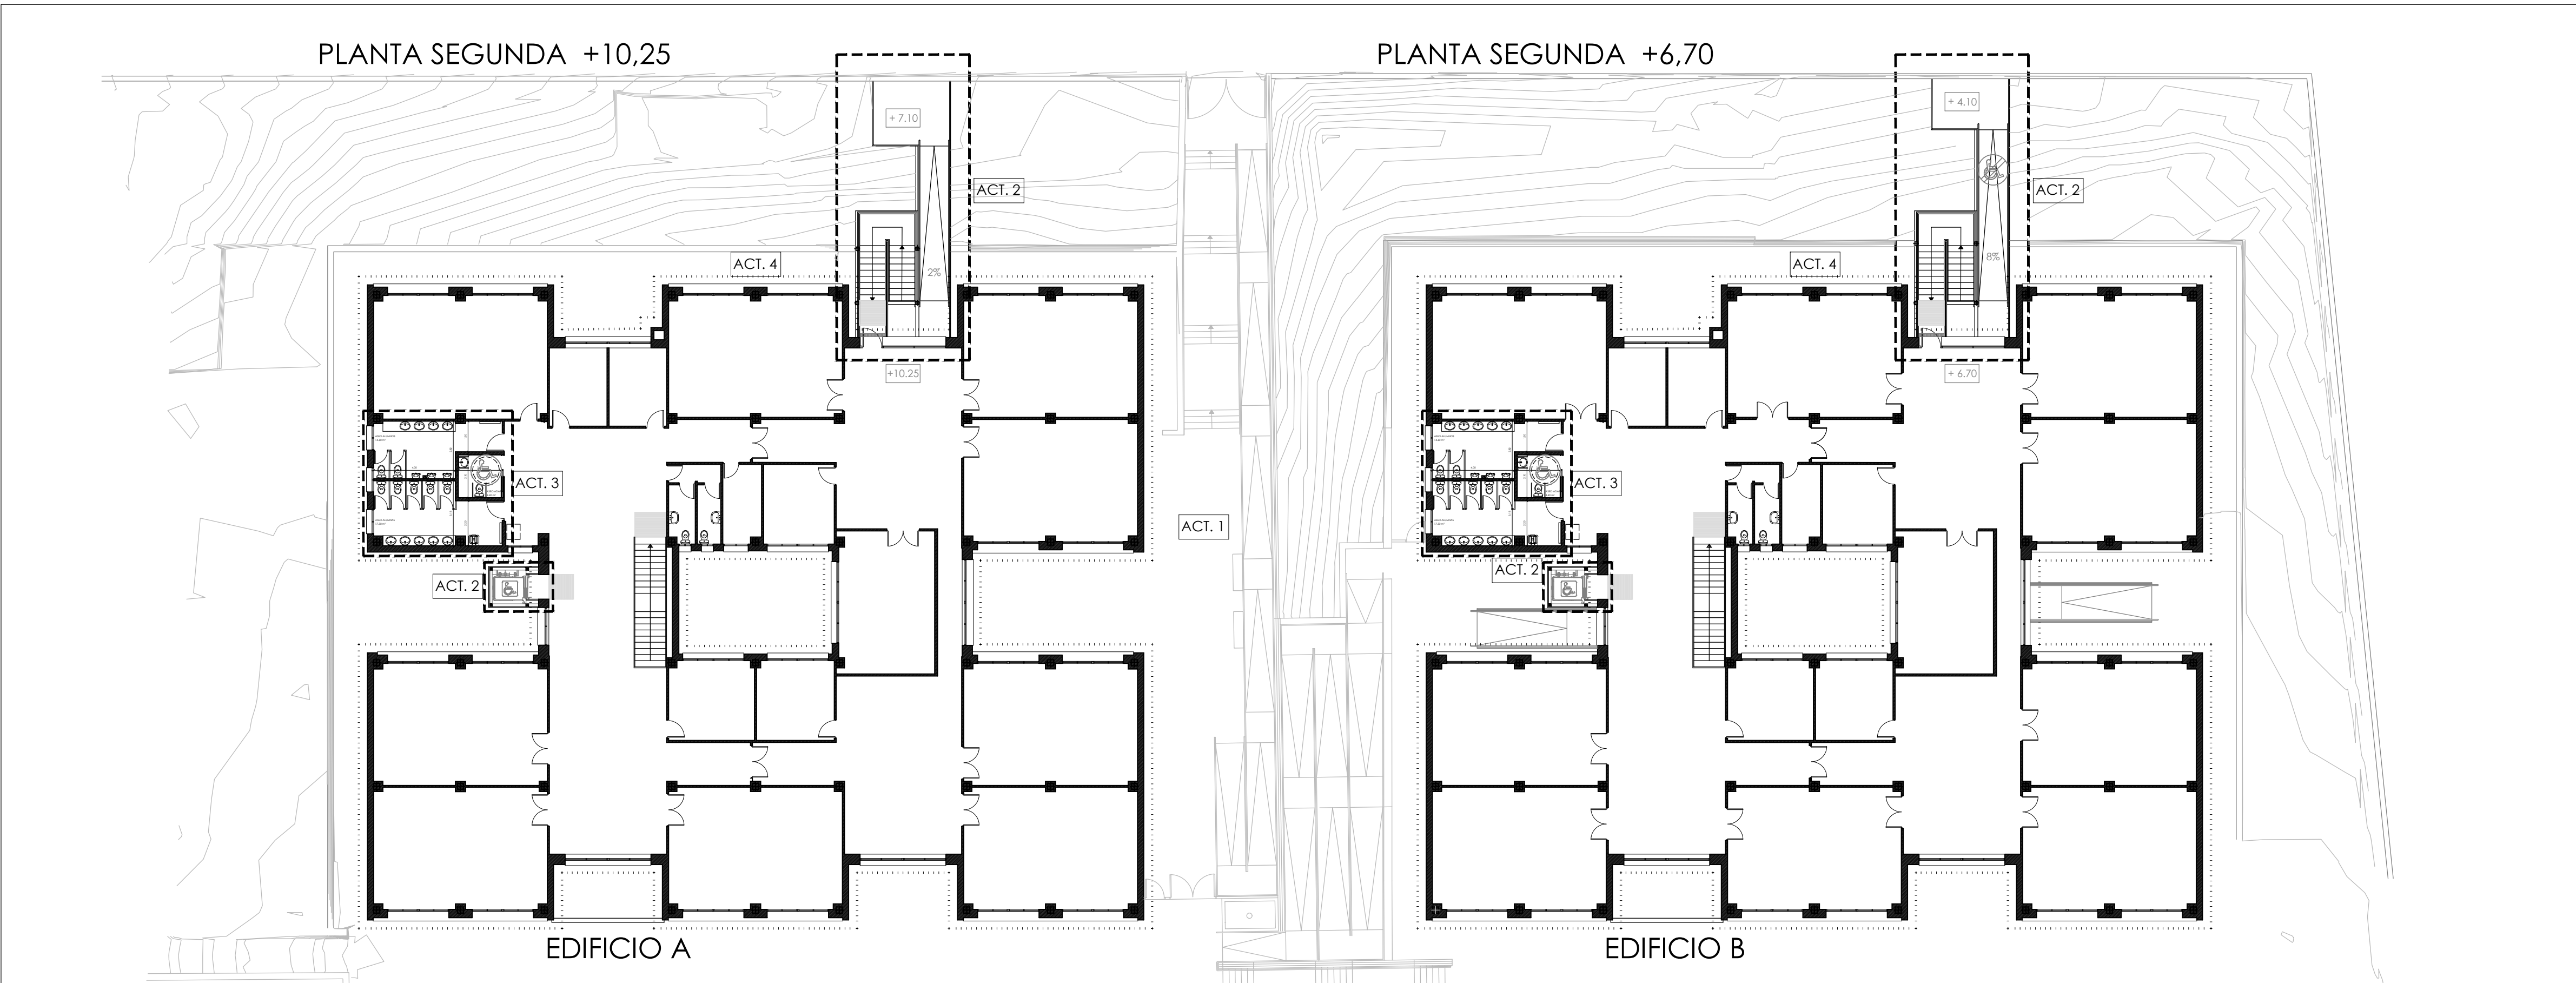 PLANTA SEGUNDA +10,25
PLANTA SEGUNDA +6,70
+ 7.10
+ 4.10
ACT. 2
ACT. 2
ACT. 4
2%
ACT. 4
8%
+10.25
+ 6.70
ACT. 3
ACT. 3
ACT. 1
ACT. 2
ACT. 2
EDIFICIO A
EDIFICIO B